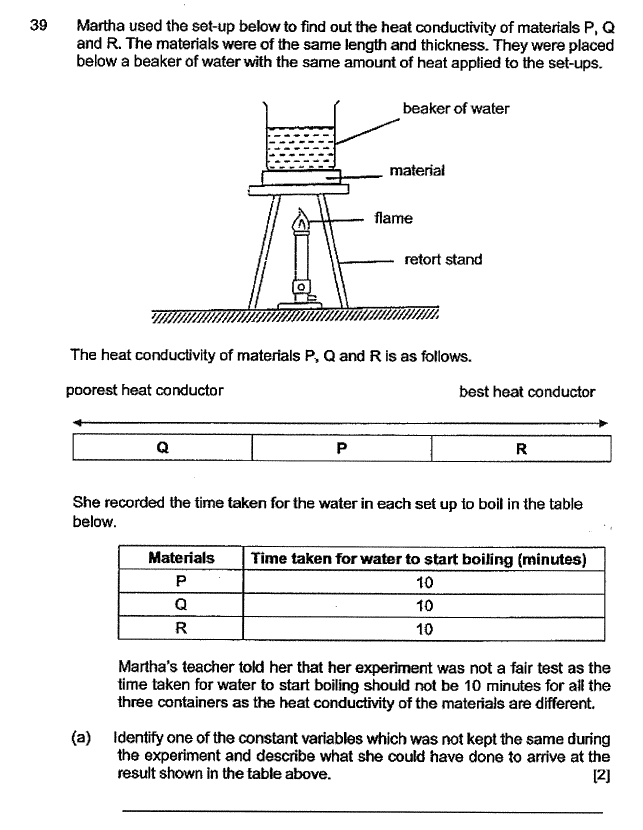 39 Martha used the set-up below to find out the heat conductivity of materials P, Q
and R. The materials were of the same length and thickness. They were placed
below a beaker of water with the same amount of heat applied to the set-ups.
beaker of water
material
flame
retort stand
The heat conductivity of materials P, Q and R is as follows.
poorest heat conductor best heat conductor
Q P R
She recorded the time taken for the water in each set up to boil in the table
below.
Materials Time taken for water to start boiling (minutes)
P 10
Q 10
R 10
Martha's teacher told her that her experiment was not a fair test as the
time taken for water to start boiling should not be 10 minutes for all the
three containers as the heat conductivity of the materials are different.
(a) Identify one of the constant variables which was not kept the same during
the experiment and describe what she could have done to arrive at the
result shown in the table above. [2]